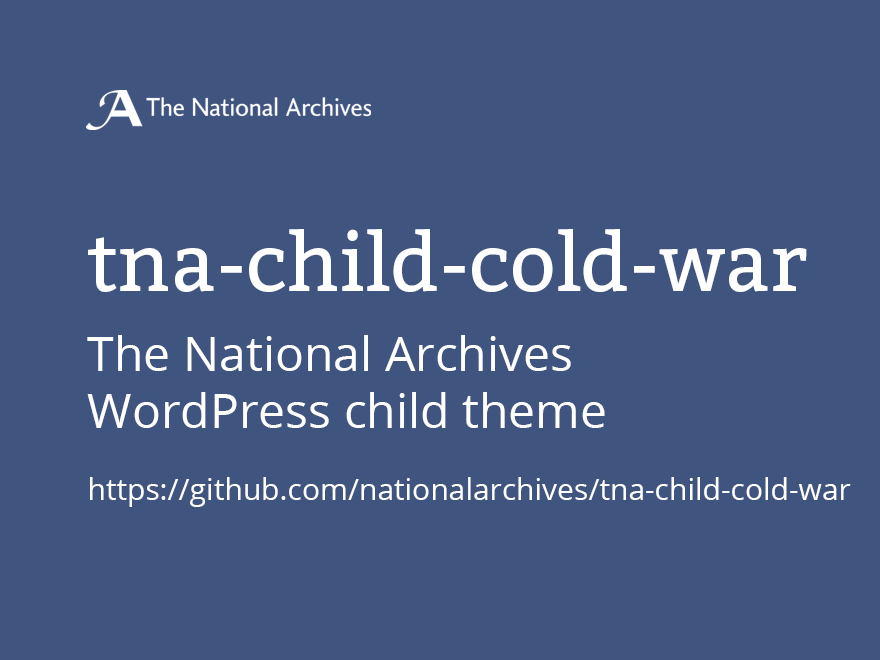 The National Archives
tna-child-cold-war
The National Archives
WordPress child theme
https://github.com/nationalarchives/tna-child-cold-war